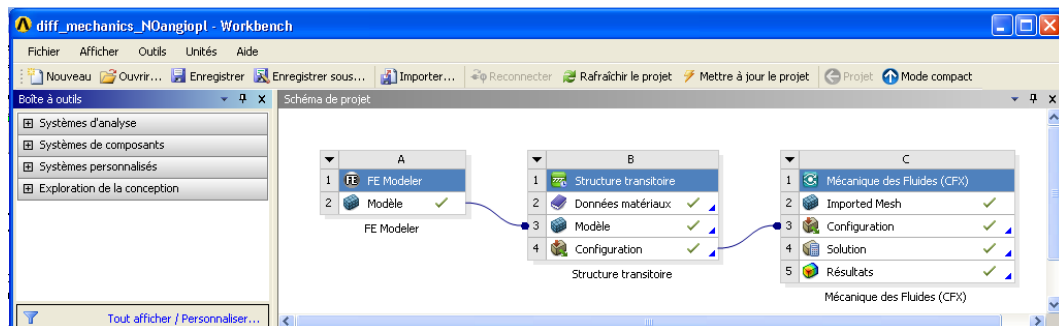 diff_mechanics_NOangiopl - Workbench
Fichier Afficher Outils Unités Aide
Nouveau Ouvrir... Enregistrer Enregistrer sous... Importer... Reconnecter Rafraîchir le projet Mettre à jour le projet Projet Mode compact
Boîte à outils
Schéma de projet
Systèmes d'analyse
Systèmes de composants
Systèmes personnalisés
Exploration de la conception
Tout afficher / Personnaliser...
A
1 FE Modeler
2 Modèle
FE Modeler
B
1 Structure transitoire
2 Données matériaux
3 Modèle
4 Configuration
Structure transitoire
C
1 Mécanique des Fluides (CFX)
2 Imported Mesh
3 Configuration
4 Solution
5 Résultats
Mécanique des Fluides (CFX)